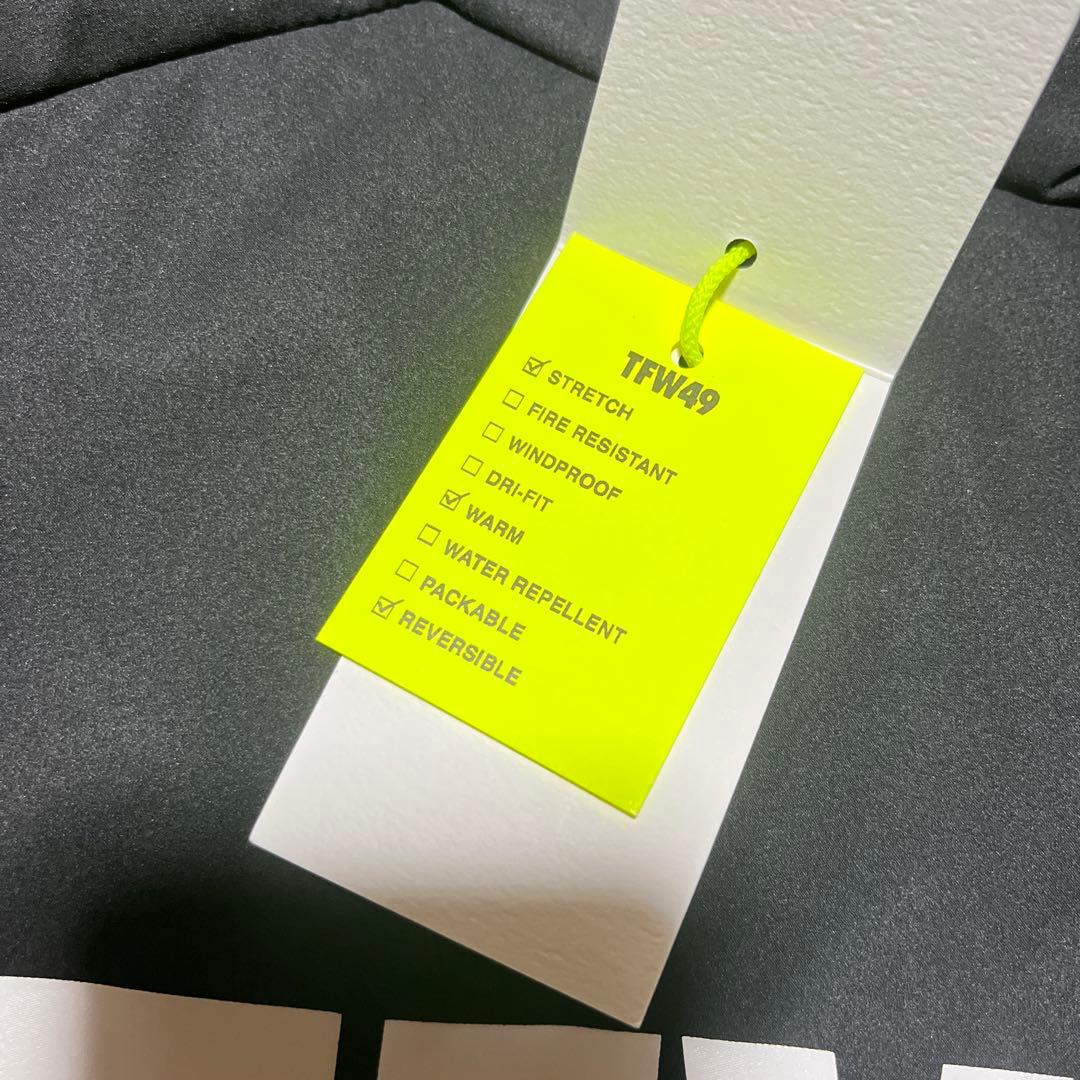 TFW49
☑ STRETCH
☐ FIRE RESISTANT
☐ WINDPROOF
☐ DRI-FIT
☑ WARM
☐ WATER REPELLENT
☐ PACKABLE
☑ REVERSIBLE